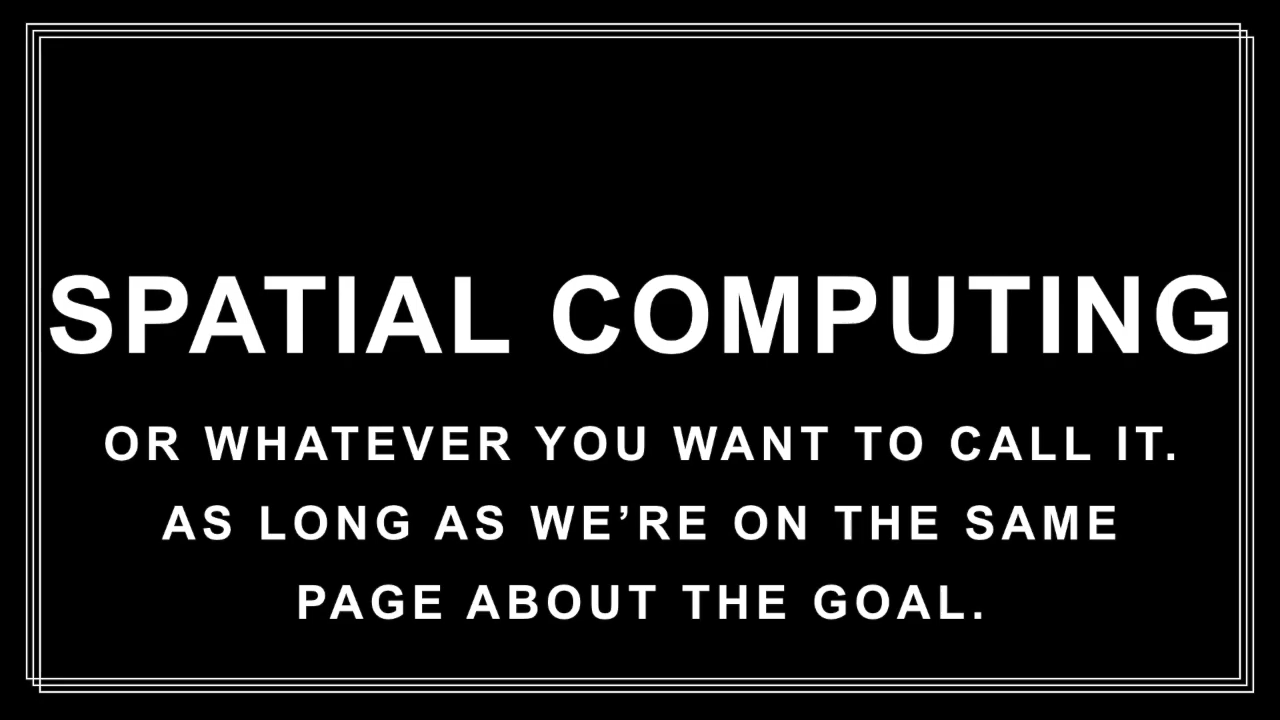 SPATIAL COMPUTING
OR WHATEVER YOU WANT TO CALL IT.
AS LONG AS WE’RE ON THE SAME
PAGE ABOUT THE GOAL.